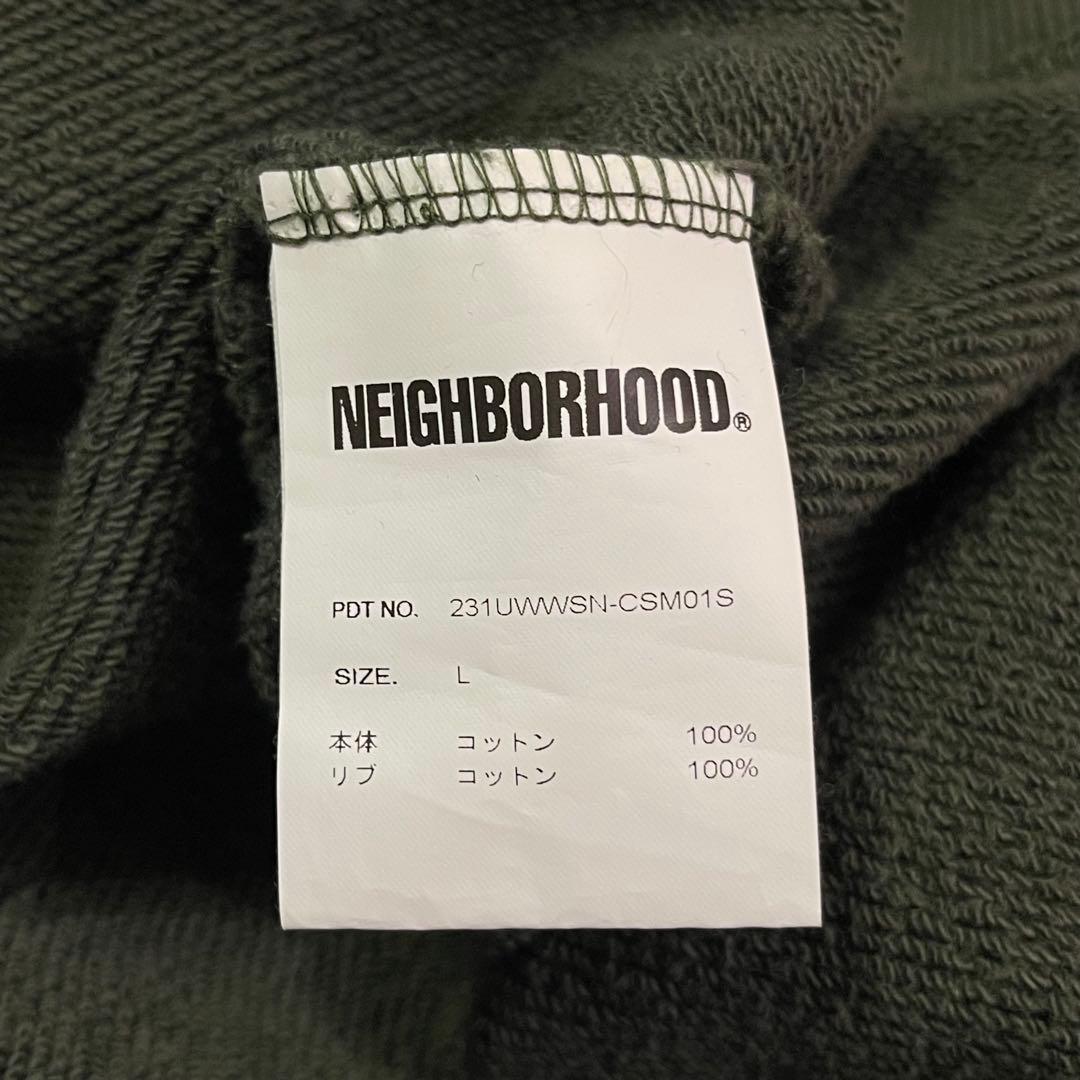 NEIGHBORHOOD®
PDT NO. 231UWWSN-CSM01S
SIZE. L
本体 コットン 100%
リブ コットン 100%